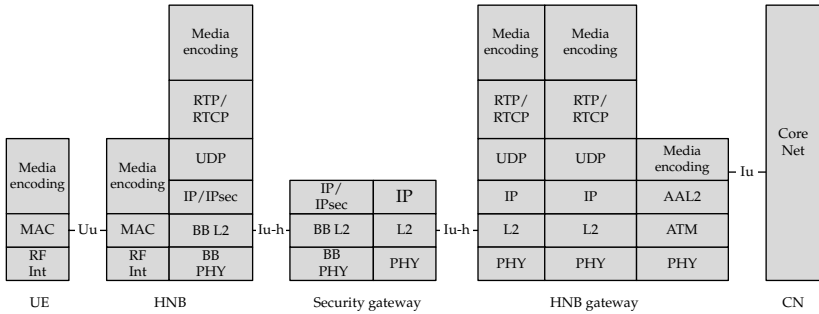 Media
encoding
MAC
RF
Int
UE
Uu
Media
encoding
MAC
RF
Int
Media
encoding
RTP/
RTCP
UDP
IP/IPsec
BB L2
BB
PHY
HNB
Iu-h
IP/
IPsec
BB L2
BB
PHY
IP
L2
PHY
Security gateway
Iu-h
Media
encoding
RTP/
RTCP
UDP
IP
L2
PHY
Media
encoding
RTP/
RTCP
UDP
IP
L2
PHY
Media
encoding
AAL2
ATM
PHY
HNB gateway
Iu
Core
Net
CN